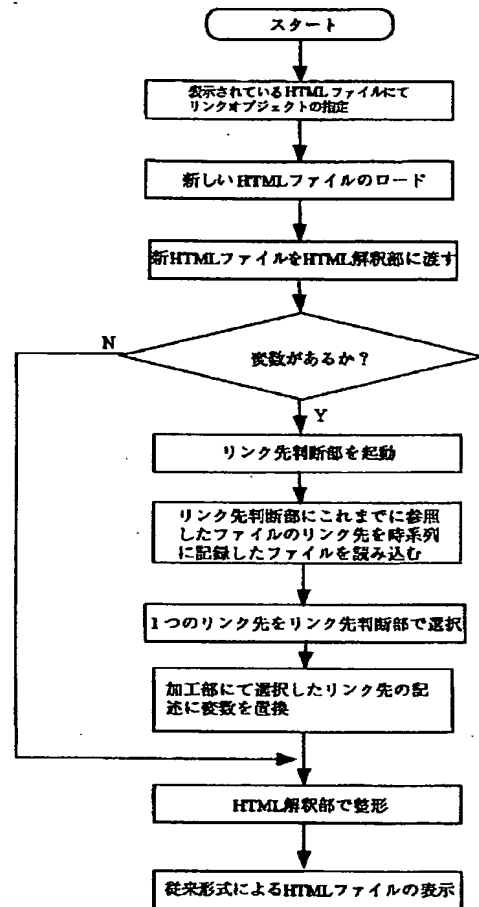 スタート
表示されているHTMLファイルにて
リンクオブジェクトの指定
新しいHTMLファイルのロード
新HTMLファイルをHTML解釈部に渡す
変数があるか？
N
Y
リンク先判断部を起動
リンク先判断部にこれまでに参照
したファイルのリンク先を時系列
に記録したファイルを読み込む
1つのリンク先をリンク先判断部で選択
加工部にて選択したリンク先の記
述に変数を置換
HTML解釈部で整形
従来形式によるHTMLファイルの表示